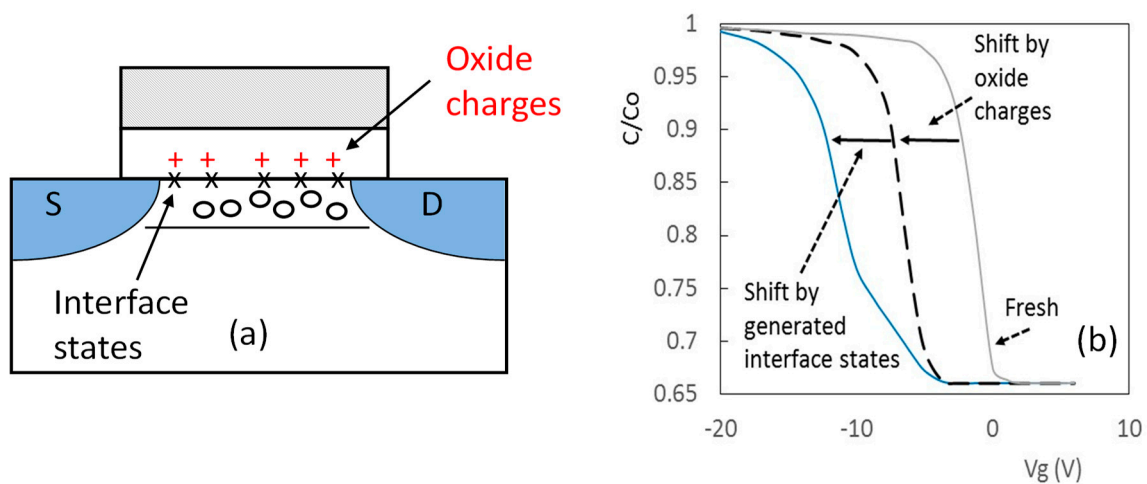 Oxide
charges
+ + + + +
X X X X X
S
D
Interface
states
(a)
C/Co
1
0.95
0.9
0.85
0.8
0.75
0.7
0.65
Shift by
oxide
charges
Shift by
generated
interface states
Fresh
(b)
-20
-10
0
10
Vg (V)